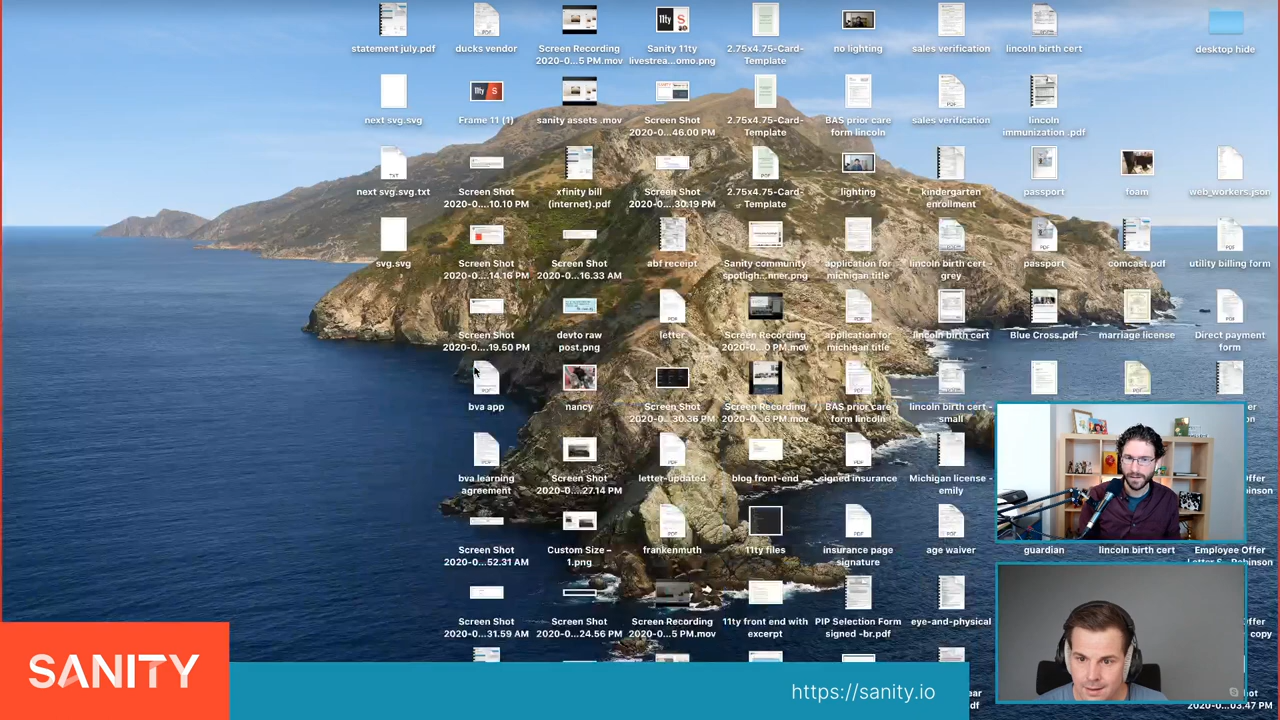 statement july.pdf
ducks vendor
Screen Recording
2020-0...5 PM.mov
Sanity 11ty
livestrea...omo.png
2.75x4.75-Card-
Template
no lighting
sales verification
lincoln birth cert
desktop hide
next svg.svg
Frame 11 (1)
sanity assets .mov
Screen Shot
2020-0...46.00 PM
2.75x4.75-Card-
Template
BAS prior care
form lincoln
sales verification
lincoln
immunization .pdf
next svg.svg.txt
Screen Shot
2020-0....10.10 PM
xfinity bill
(internet).pdf
Screen Shot
2020-0....30.19 PM
2.75x4.75-Card-
Template
lighting
kindergarten
enrollment
passport
foam
web_workers.json
svg.svg
Screen Shot
2020-0....14.16 PM
Screen Shot
2020-0...16.33 AM
abf receipt
Sanity community
spotligh...nner.png
application for
michigan title
lincoln birth cert -
grey
passport
comcast.pdf
utility billing form
Screen Shot
2020-0....19.50 PM
devto raw
post.png
letter
Screen Recording
2020-0...0 PM.mov
application for
michigan title
lincoln birth cert
Blue Cross.pdf
marriage license
Direct payment
form
bva app
nancy
Screen Shot
2020-0...30.36 PM
Screen Recording
2020-0...6 PM.mov
BAS prior care
form lincoln
lincoln birth cert -
small
bva learning
agreement
Screen Shot
2020-0....27.14 PM
letter-updated
blog front-end
signed insurance
Michigan license -
emily
Screen Shot
2020-0...52.31 AM
Custom Size –
1.png
frankenmuth
11ty files
insurance page
signature
age waiver
guardian
lincoln birth cert
Employee Offer
Screen Shot
2020-0...31.59 AM
Screen Shot
2020-0...24.56 PM
Screen Recording
2020-0...5 PM.mov
11ty front end with
excerpt
PIP Selection Form
signed -br.pdf
eye-and-physical
SANITY
https://sanity.io